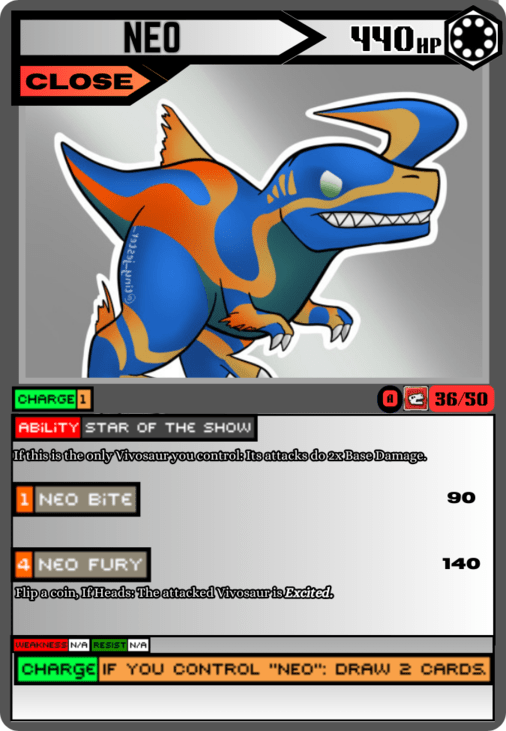 NEO 440HP
CLOSE
CHARGE 1 A 36/50
ABILITY STAR OF THE SHOW
If this is the only Vivosaur you control: Its attacks do 2x Base Damage.
1 NEO BITE 90
4 NEO FURY 140
Flip a coin, If Heads: The attacked Vivosaur is Excited.
WEAKNESS N/A RESIST N/A
CHARGE IF YOU CONTROL "NEO": DRAW 2 CARDS.